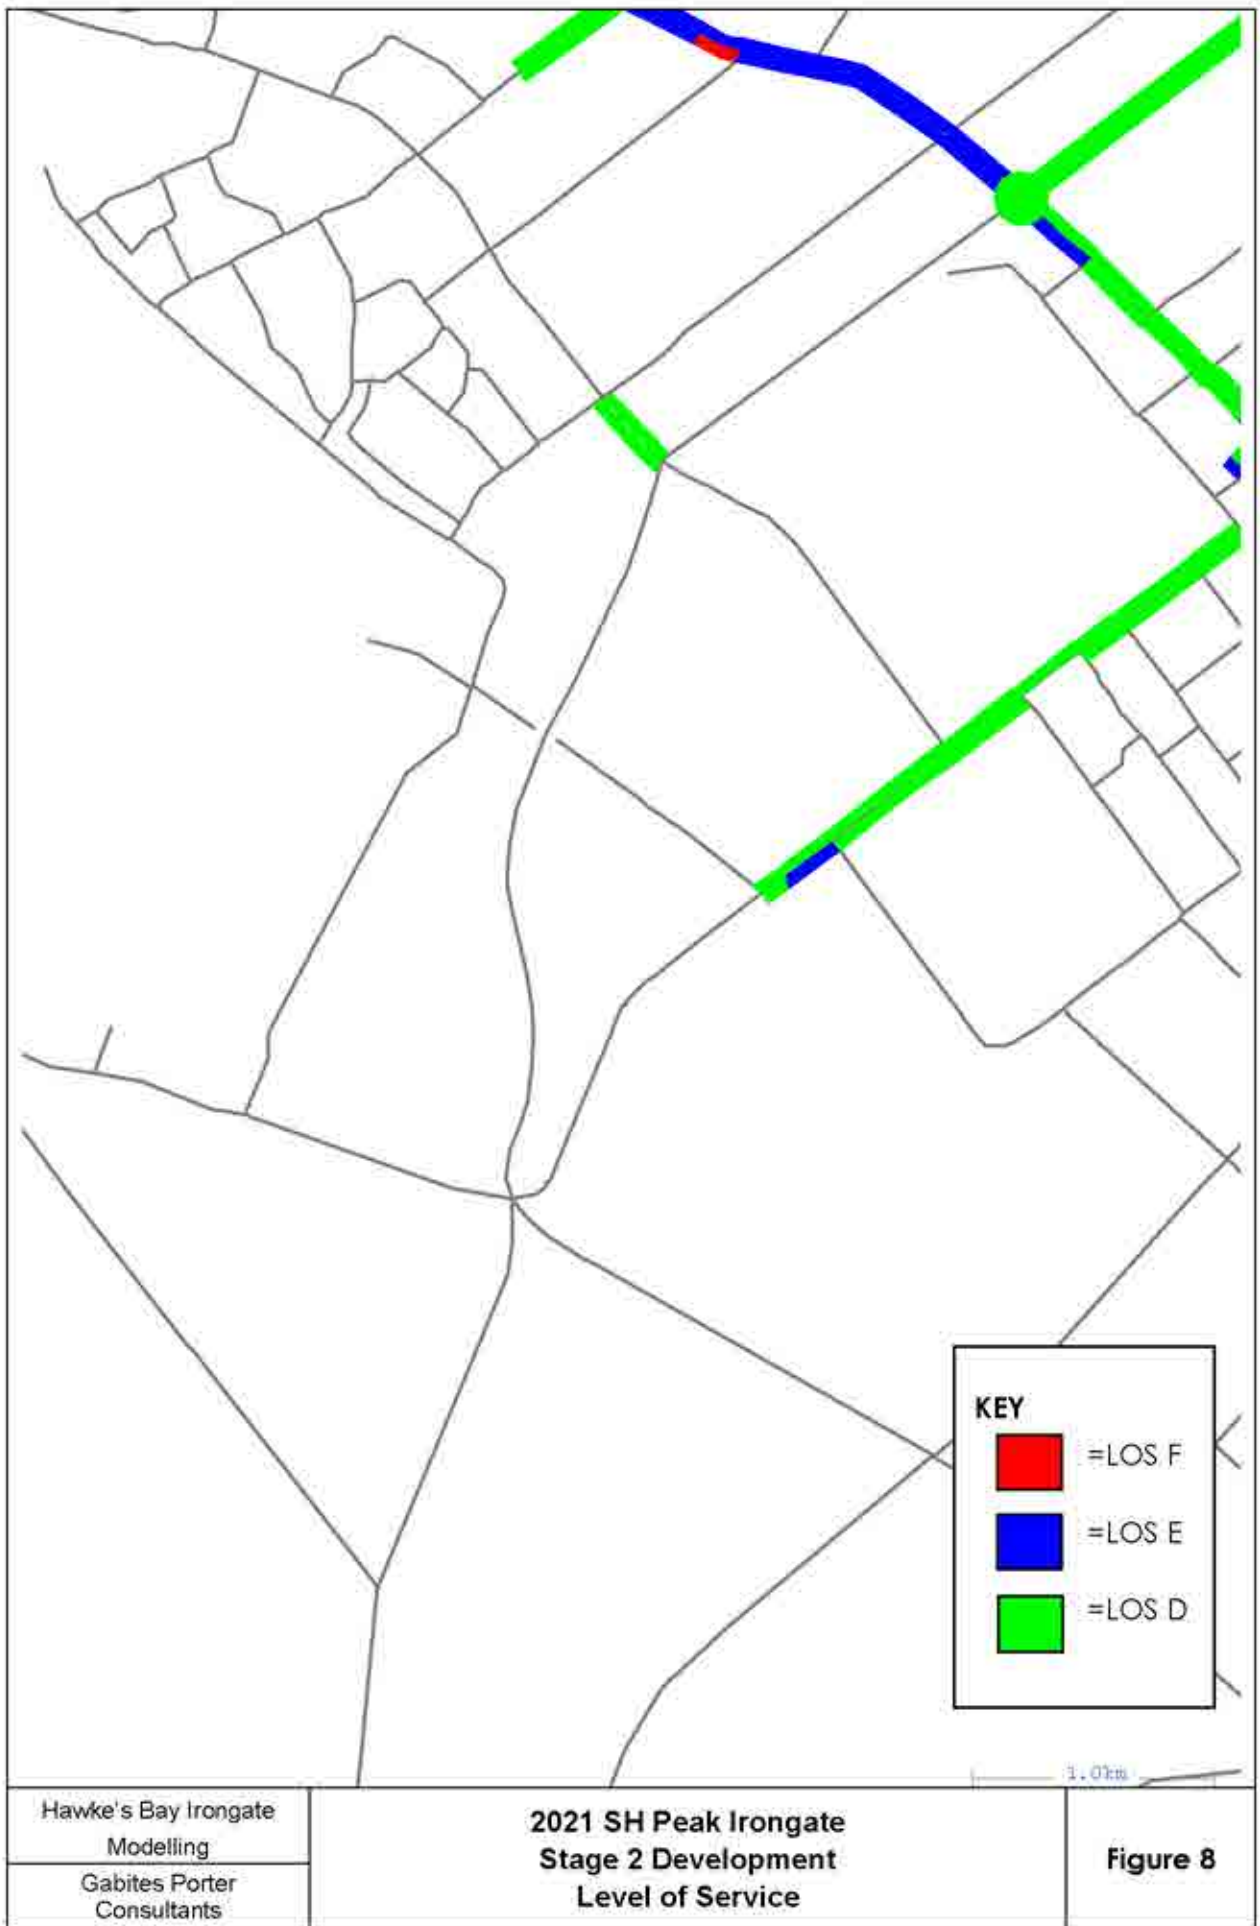 KEY
=LOS F
=LOS E
=LOS D
1.0km
Hawke's Bay Irongate
Modelling
Gabites Porter
Consultants
2021 SH Peak Irongate
Stage 2 Development
Level of Service
Figure 8